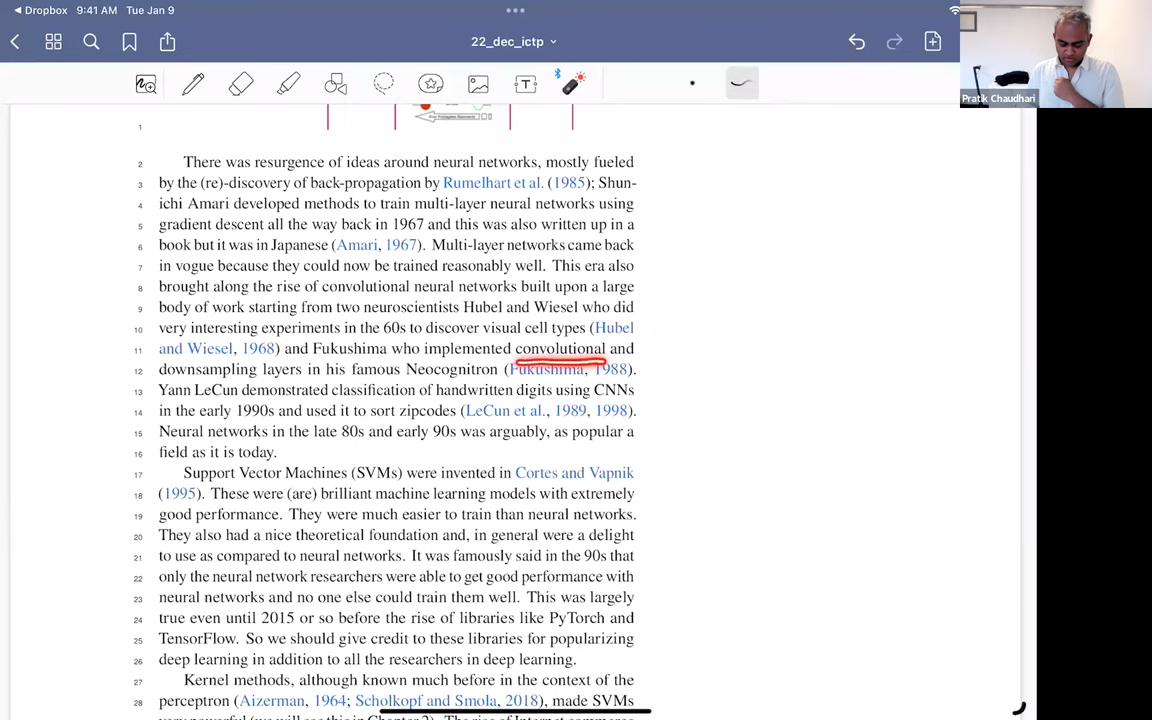 Dropbox 9:41 AM Tue Jan 9
22_dec_ictp
Pratik Chaudhari
1
2 There was resurgence of ideas around neural networks, mostly fueled
3 by the (re)-discovery of back-propagation by Rumelhart et al. (1985); Shun-
4 ichi Amari developed methods to train multi-layer neural networks using
5 gradient descent all the way back in 1967 and this was also written up in a
6 book but it was in Japanese (Amari, 1967). Multi-layer networks came back
7 in vogue because they could now be trained reasonably well. This era also
8 brought along the rise of convolutional neural networks built upon a large
9 body of work starting from two neuroscientists Hubel and Wiesel who did
10 very interesting experiments in the 60s to discover visual cell types (Hubel
11 and Wiesel, 1968) and Fukushima who implemented convolutional and
12 downsampling layers in his famous Neocognitron (Fukushima, 1988).
13 Yann LeCun demonstrated classification of handwritten digits using CNNs
14 in the early 1990s and used it to sort zipcodes (LeCun et al., 1989, 1998).
15 Neural networks in the late 80s and early 90s was arguably, as popular a
16 field as it is today.
17 Support Vector Machines (SVMs) were invented in Cortes and Vapnik
18 (1995). These were (are) brilliant machine learning models with extremely
19 good performance. They were much easier to train than neural networks.
20 They also had a nice theoretical foundation and, in general were a delight
21 to use as compared to neural networks. It was famously said in the 90s that
22 only the neural network researchers were able to get good performance with
23 neural networks and no one else could train them well. This was largely
24 true even until 2015 or so before the rise of libraries like PyTorch and
25 TensorFlow. So we should give credit to these libraries for popularizing
26 deep learning in addition to all the researchers in deep learning.
27 Kernel methods, although known much before in the context of the
28 perceptron (Aizerman, 1964; Scholkopf and Smola, 2018), made SVMs